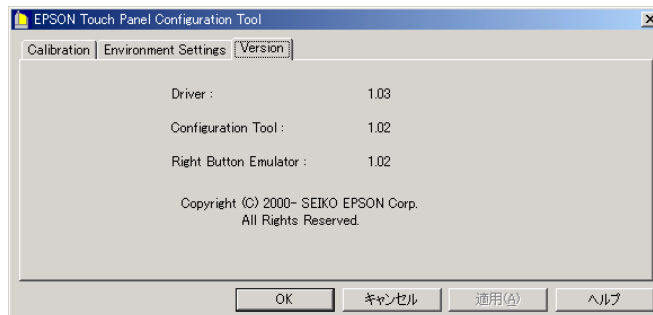 EPSON Touch Panel Configuration Tool
Calibration Environment Settings Version
Driver : 1.03
Configuration Tool : 1.02
Right Button Emulator : 1.02
Copyright (C) 2000- SEIKO EPSON Corp.
All Rights Reserved.
OK キャンセル 適用(A) ヘルプ